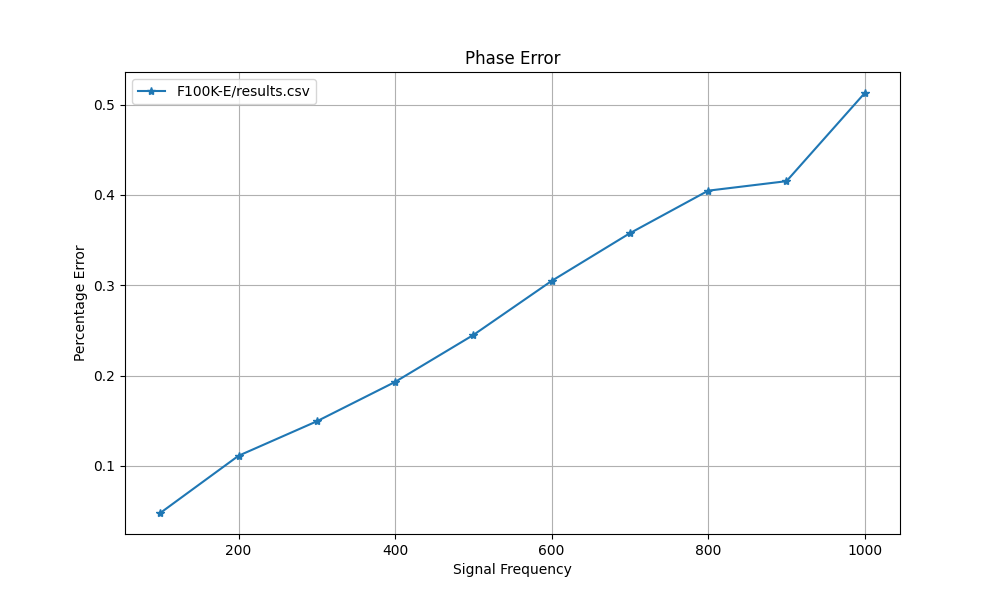 Phase Error
F100K-E/results.csv
Percentage Error
0.5
0.4
0.3
0.2
0.1
200 400 600 800 1000
Signal Frequency